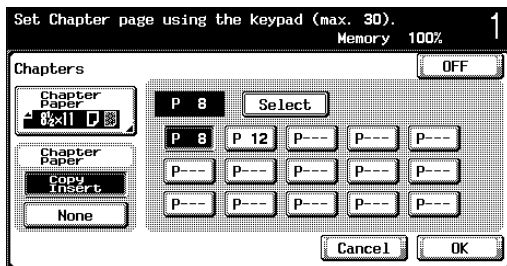 Set Chapter page using the keypad (max. 30).
1
Memory 100%
Chapters
OFF
Chapter
Paper
8½×11
P 8
Select
P 8 P 12 P--- P--- P---
Chapter
Paper
P--- P--- P--- P--- P---
Copy
Insert
P--- P--- P--- P--- P---
None
Cancel
OK